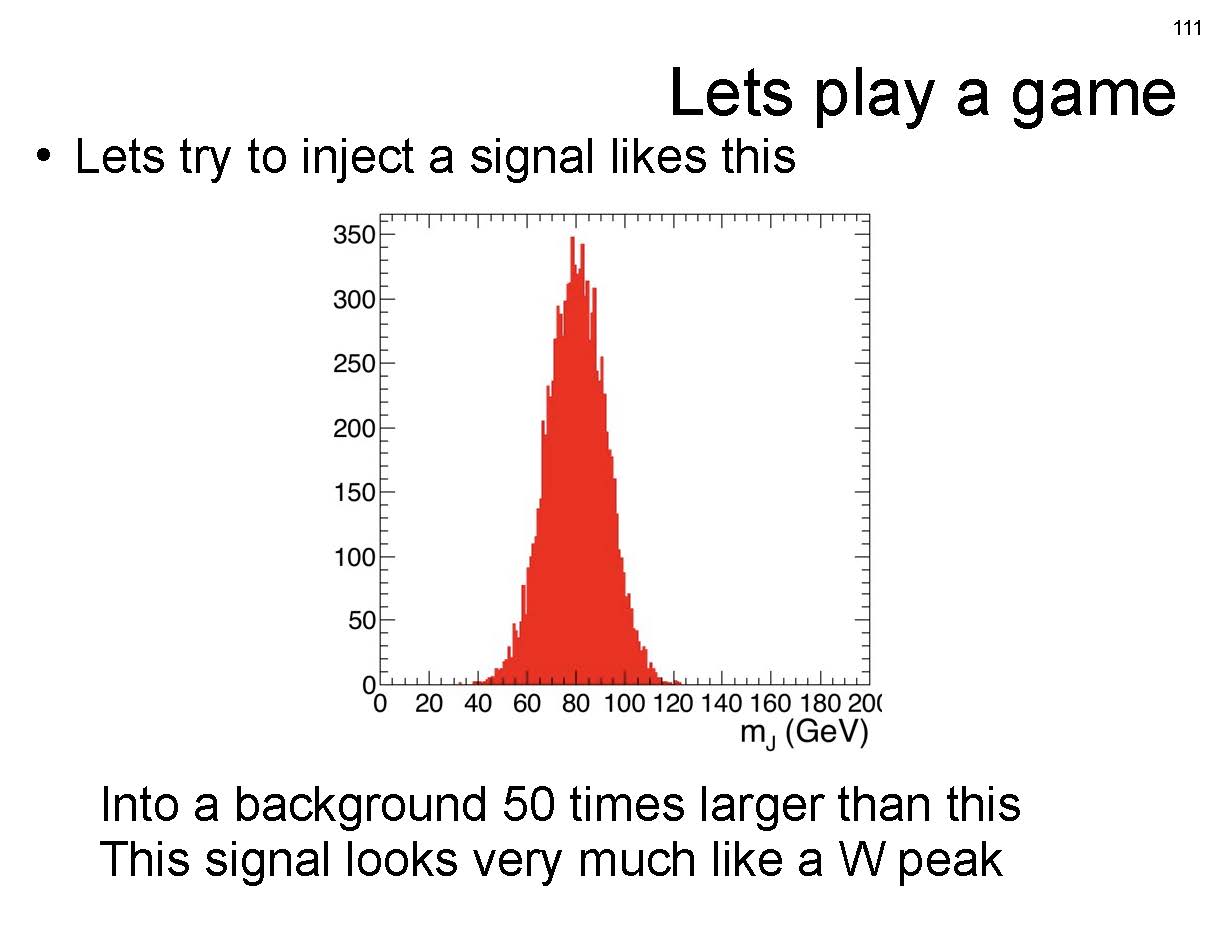 111
Lets play a game
• Lets try to inject a signal likes this
350
300
250
200
150
100
50
0
0 20 40 60 80 100 120 140 160 180 200
mJ (GeV)
Into a background 50 times larger than this
This signal looks very much like a W peak